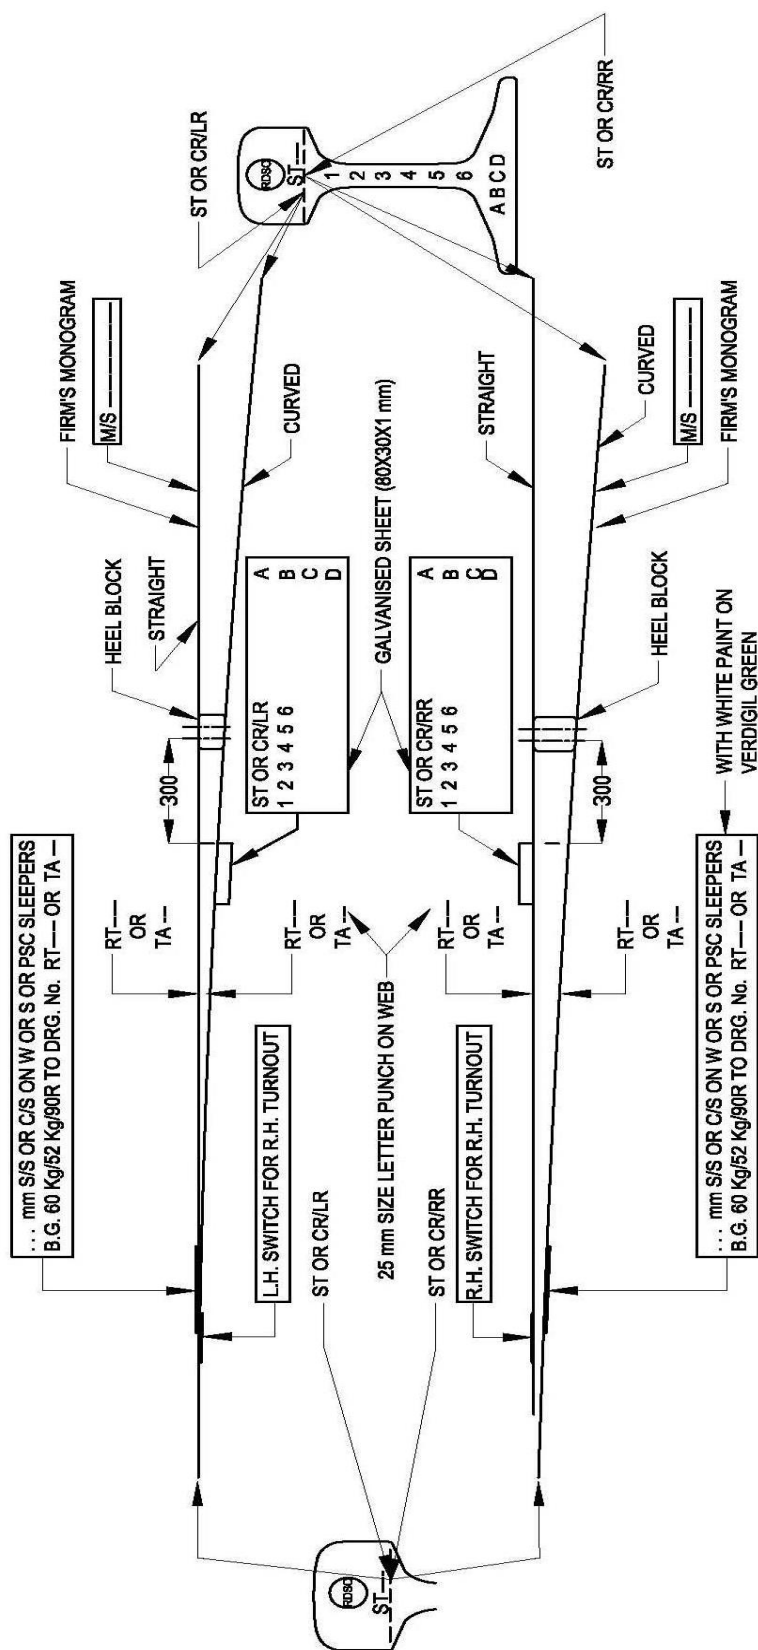 ... mm S/S OR C/S ON W OR S OR PSC SLEEPERS
B.G. 60 Kg/52 Kg/90R TO DRG. No. RT--- OR TA --
FIRM'S MONOGRAM
M/S ----------
ST OR CR/LR
HEEL BLOCK
STRAIGHT
300
RT---
OR
TA ---
RT---
OR
TA ---
CURVED
L.H. SWITCH FOR R.H. TURNOUT
ST OR CR/LR
ST OR CR/LR
1 2 3 4 5 6
A
B
C
D
RDSO
ST---
RDSO
ST---
1
2
3
4
5
6
A B C D
25 mm SIZE LETTER PUNCH ON WEB
GALVANISED SHEET (80X30X1 mm)
ST OR CR/RR
R.H. SWITCH FOR R.H. TURNOUT
RT---
OR
TA ---
ST OR CR/RR
1 2 3 4 5 6
A
B
C
D
STRAIGHT
300
RT---
OR
TA ---
HEEL BLOCK
CURVED
ST OR CR/RR
M/S ----------
FIRM'S MONOGRAM
... mm S/S OR C/S ON W OR S OR PSC SLEEPERS
B.G. 60 Kg/52 Kg/90R TO DRG. No. RT--- OR TA --
WITH WHITE PAINT ON
VERDIGIL GREEN